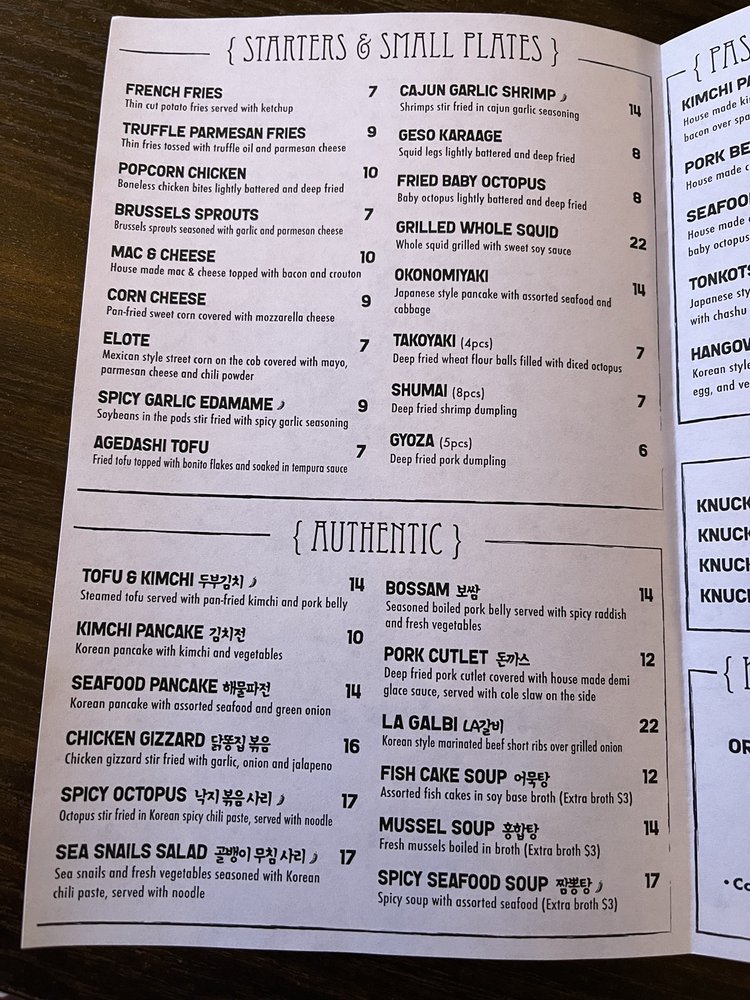 { STARTERS & SMALL PLATES }
FRENCH FRIES 7
Thin cut potato fries served with ketchup
TRUFFLE PARMESAN FRIES 9
Thin fries tossed with truffle oil and parmesan cheese
POPCORN CHICKEN 10
Boneless chicken bites lightly battered and deep fried
BRUSSELS SPROUTS 7
Brussels sprouts seasoned with garlic and parmesan cheese
MAC & CHEESE 10
House made mac & cheese topped with bacon and crouton
CORN CHEESE 9
Pan-fried sweet corn covered with mozzarella cheese
ELOTE 7
Mexican style street corn on the cob covered with mayo,
parmesan cheese and chili powder
SPICY GARLIC EDAMAME 9
Soybeans in the pods stir fried with spicy garlic seasoning
AGEDASHI TOFU 7
Fried tofu topped with bonito flakes and soaked in tempura sauce
CAJUN GARLIC SHRIMP 14
Shrimps stir fried in cajun garlic seasoning
GESO KARAAGE 8
Squid legs lightly battered and deep fried
FRIED BABY OCTOPUS 8
Baby octopus lightly battered and deep fried
GRILLED WHOLE SQUID 22
Whole squid grilled with sweet soy sauce
OKONOMIYAKI 14
Japanese style pancake with assorted seafood and
cabbage
TAKOYAKI (4pcs) 7
Deep fried wheat flour balls filled with diced octopus
SHUMAI (8pcs) 7
Deep fried shrimp dumpling
GYOZA (5pcs) 6
Deep fried pork dumpling
{ AUTHENTIC }
TOFU & KIMCHI 두부김치 14
Steamed tofu served with pan-fried kimchi and pork belly
KIMCHI PANCAKE 김치전 10
Korean pancake with kimchi and vegetables
SEAFOOD PANCAKE 해물파전 14
Korean pancake with assorted seafood and green onion
CHICKEN GIZZARD 닭똥집 볶음 16
Chicken gizzard stir fried with garlic, onion and jalapeno
SPICY OCTOPUS 낙지 볶음 사리 17
Octopus stir fried in Korean spicy chili paste, served with noodle
SEA SNAILS SALAD 골뱅이 무침 사리 17
Sea snails and fresh vegetables seasoned with Korean
chili paste, served with noodle
BOSSAM 보쌈 14
Seasoned boiled pork belly served with spicy raddish
and fresh vegetables
PORK CUTLET 돈까스 12
Deep fried pork cutlet covered with house made demi
glace sauce, served with cole slaw on the side
LA GALBI LA갈비 22
Korean style marinated beef short ribs over grilled onion
FISH CAKE SOUP 어묵탕 12
Assorted fish cakes in soy base broth (Extra broth $3)
MUSSEL SOUP 홍합탕 14
Fresh mussels boiled in broth (Extra broth $3)
SPICY SEAFOOD SOUP 짬뽕탕 17
Spicy soup with assorted seafood (Extra broth $3)
{ PAS
KIMCHI PA
House made ki
bacon over spa
PORK BE
House made c
SEAFOO
House made
baby octopus
TONKOTS
Japanese sty
with chashu
HANGOV
Korean style
egg, and ve
KNUCK
KNUCK
KNUCH
KNUC
OR
• Co